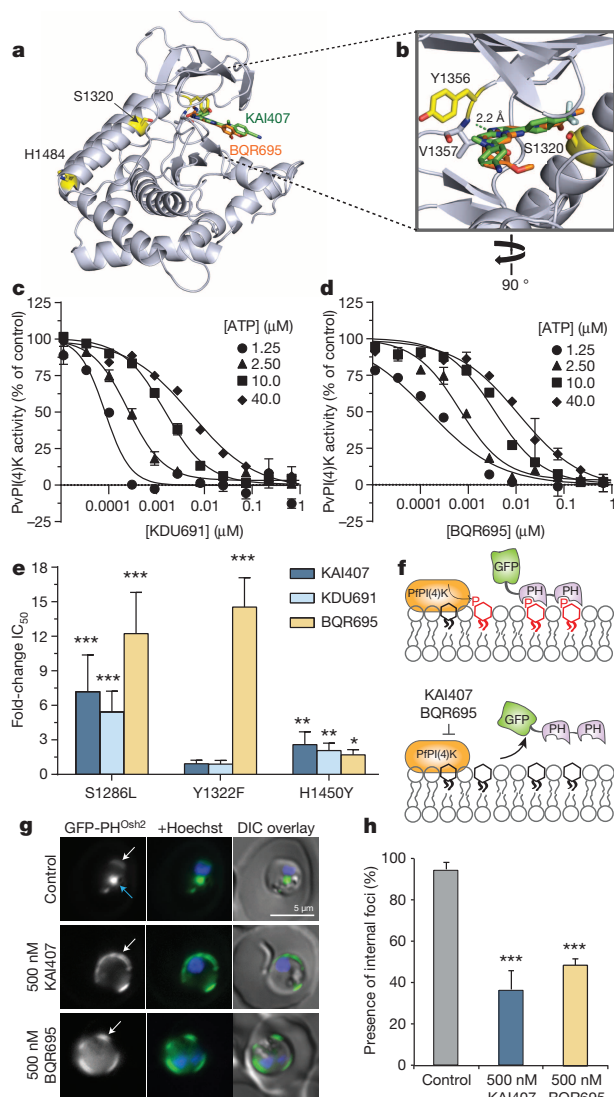 a
S1320
KAI407
BQR695
H1484
b
Y1356
2.2 Å
V1357
S1320
90 °
c
PvPI(4)K activity (% of control)
125
100
75
50
25
0
−25
[ATP] (μM)
1.25
2.50
10.0
40.0
0.0001 0.001 0.01 0.1 1
[KDU691] (μM)
d
PvPI(4)K activity (% of control)
125
100
75
50
25
0
−25
[ATP] (μM)
1.25
2.50
10.0
40.0
0.0001 0.001 0.01 0.1 1
[BQR695] (μM)
e
Fold-change IC50
18
15
12
9
6
3
0
KAI407
KDU691
BQR695
*** *** ***
***
** ** *
S1286L Y1322F H1450Y
f
GFP
PfPI(4)K
PH PH
P P P
KAI407
BQR695
GFP
PfPI(4)K
PH PH
g
GFP-PHOsh2 +Hoechst DIC overlay
Control
5 μm
500 nM
KAI407
500 nM
BQR695
h
Presence of internal foci (%)
100
80
60
40
20
0
*** ***
Control 500 nM 500 nM
KAI407 BQR695